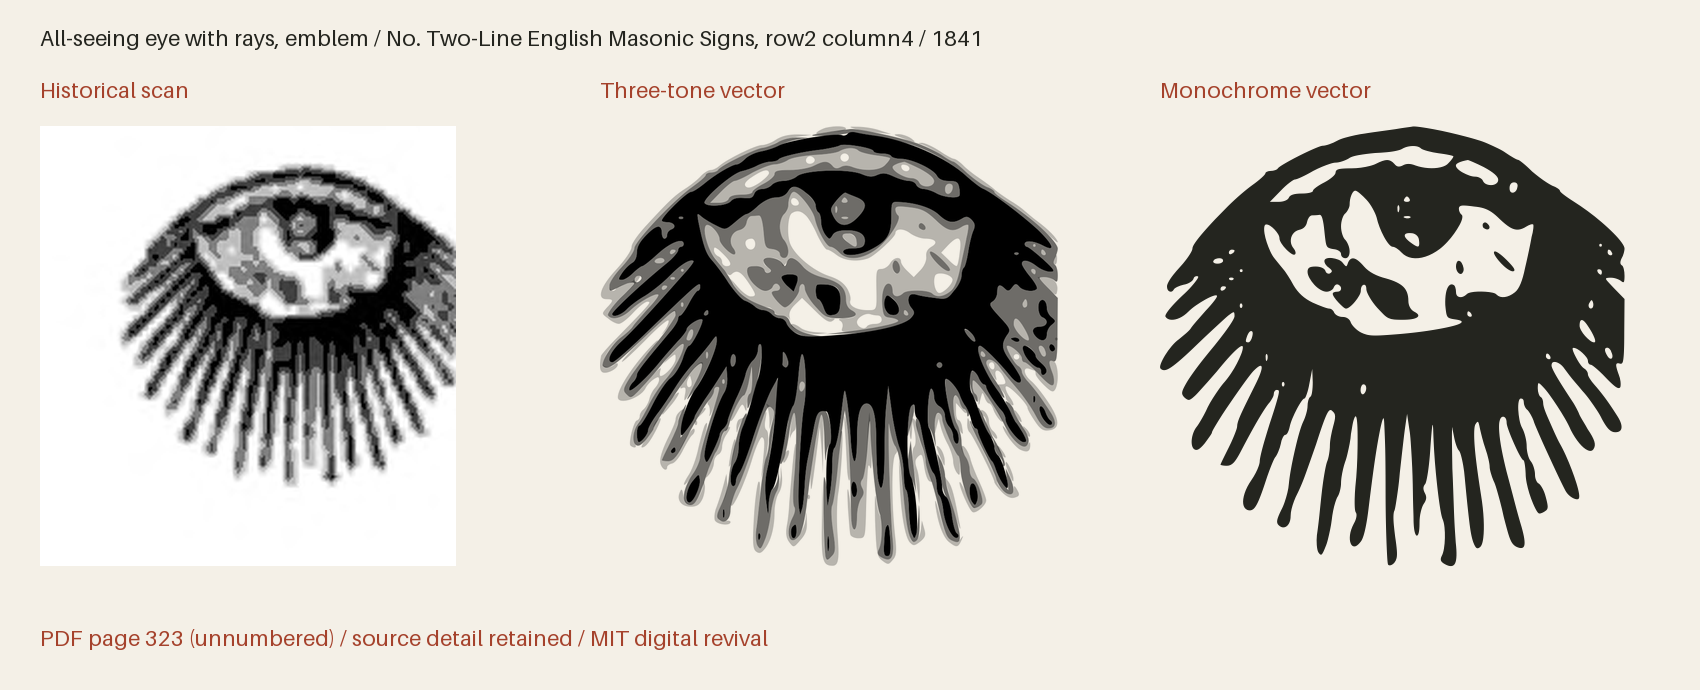 All-seeing eye with rays, emblem / No. Two-Line English Masonic Signs, row2 column4 / 1841
Historical scan
Three-tone vector
Monochrome vector
PDF page 323 (unnumbered) / source detail retained / MIT digital revival